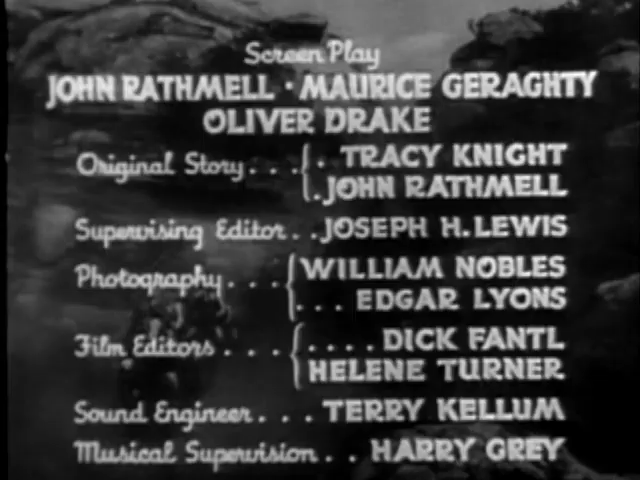 Screen Play
JOHN RATHMELL · MAURICE GERAGHTY
OLIVER DRAKE
Original Story . . . { . TRACY KNIGHT
. JOHN RATHMELL
Supervising Editor . . JOSEPH H. LEWIS
Photography . . . { WILLIAM NOBLES
. . . EDGAR LYONS
Film Editors . . . { . . . . DICK FANTL
HELENE TURNER
Sound Engineer . . . TERRY KELLUM
Musical Supervision . . HARRY GREY